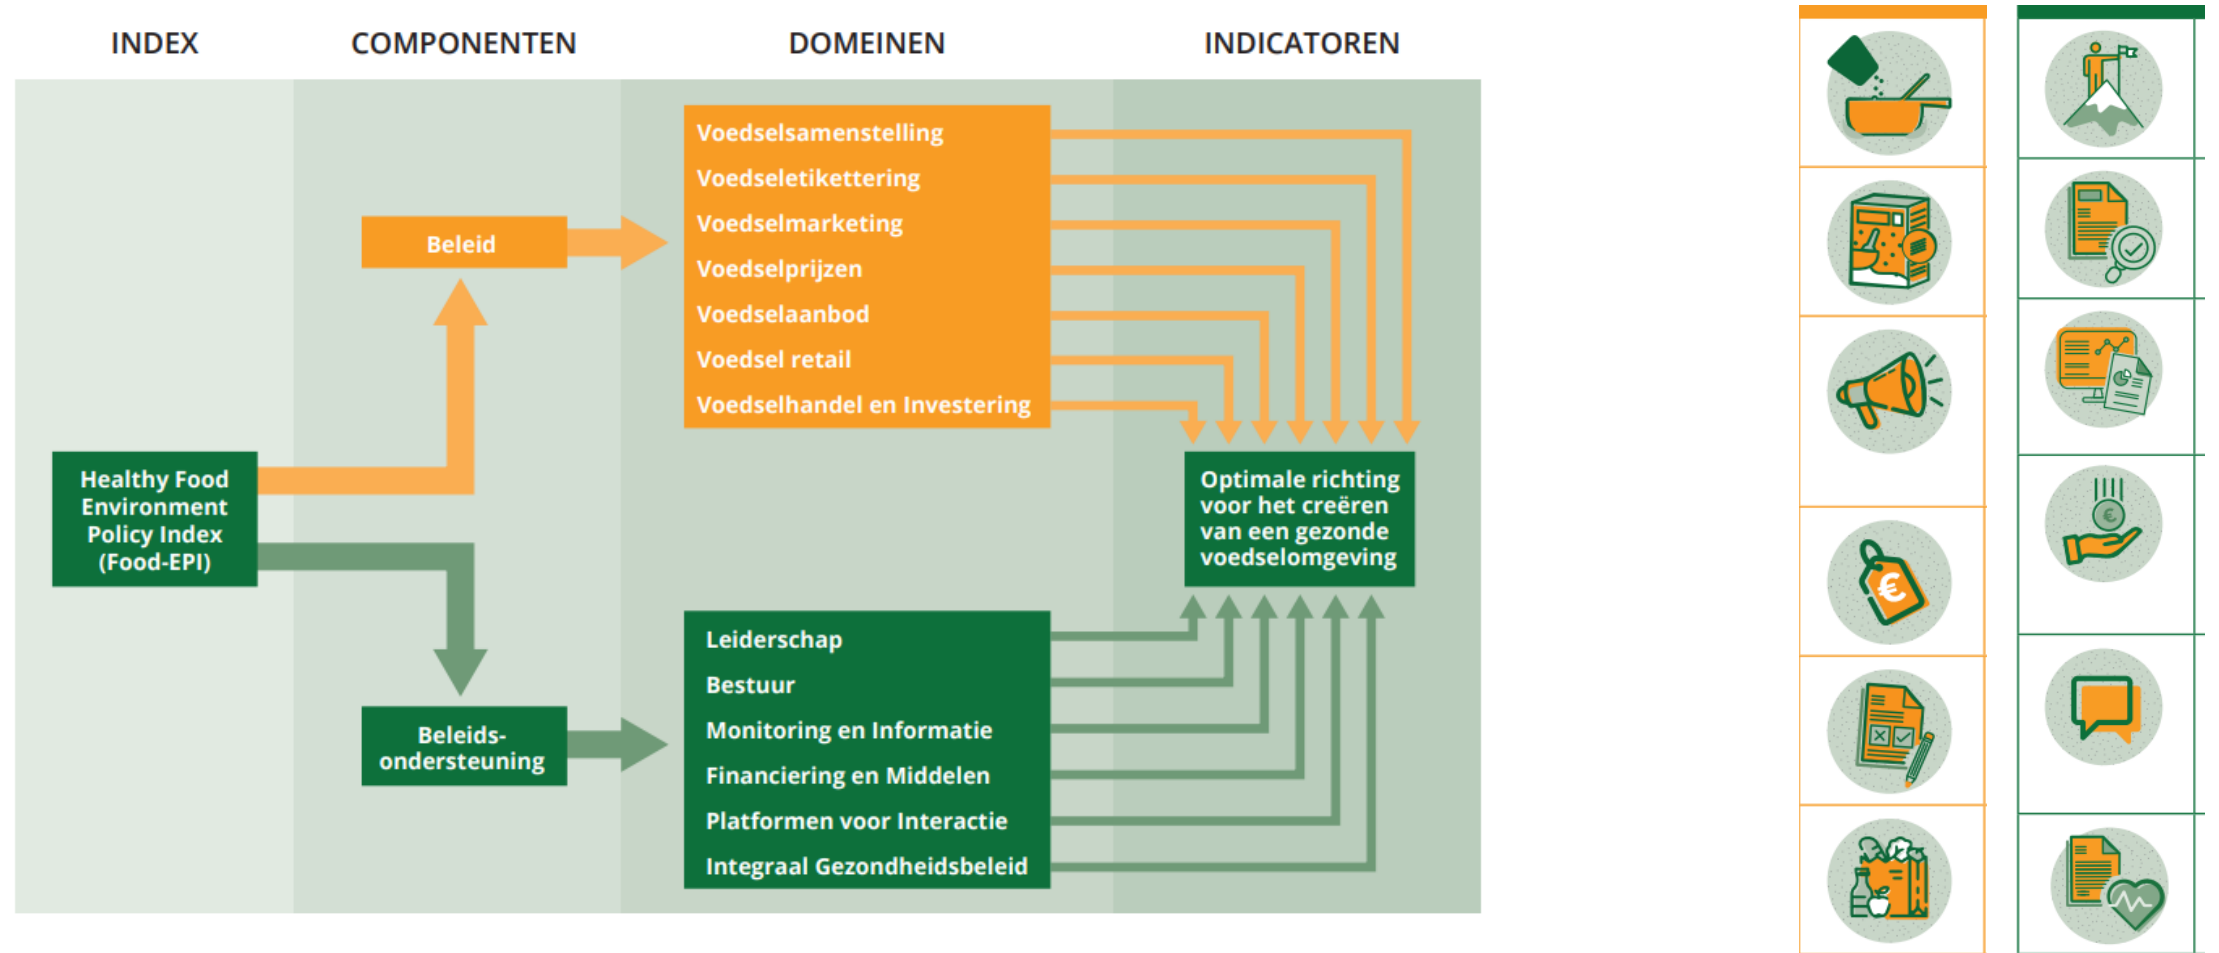 INDEX
COMPONENTEN
DOMEINEN
INDICATOREN
Healthy Food
Environment
Policy Index
(Food-EPI)
Beleid
Beleids-
ondersteuning
Voedselsamenstelling
Voedseletikettering
Voedselmarketing
Voedselprijzen
Voedselaanbod
Voedsel retail
Voedselhandel en Investering
Leiderschap
Bestuur
Monitoring en Informatie
Financiering en Middelen
Platformen voor Interactie
Integraal Gezondheidsbeleid
Optimale richting
voor het creëren
van een gezonde
voedselomgeving
€
€